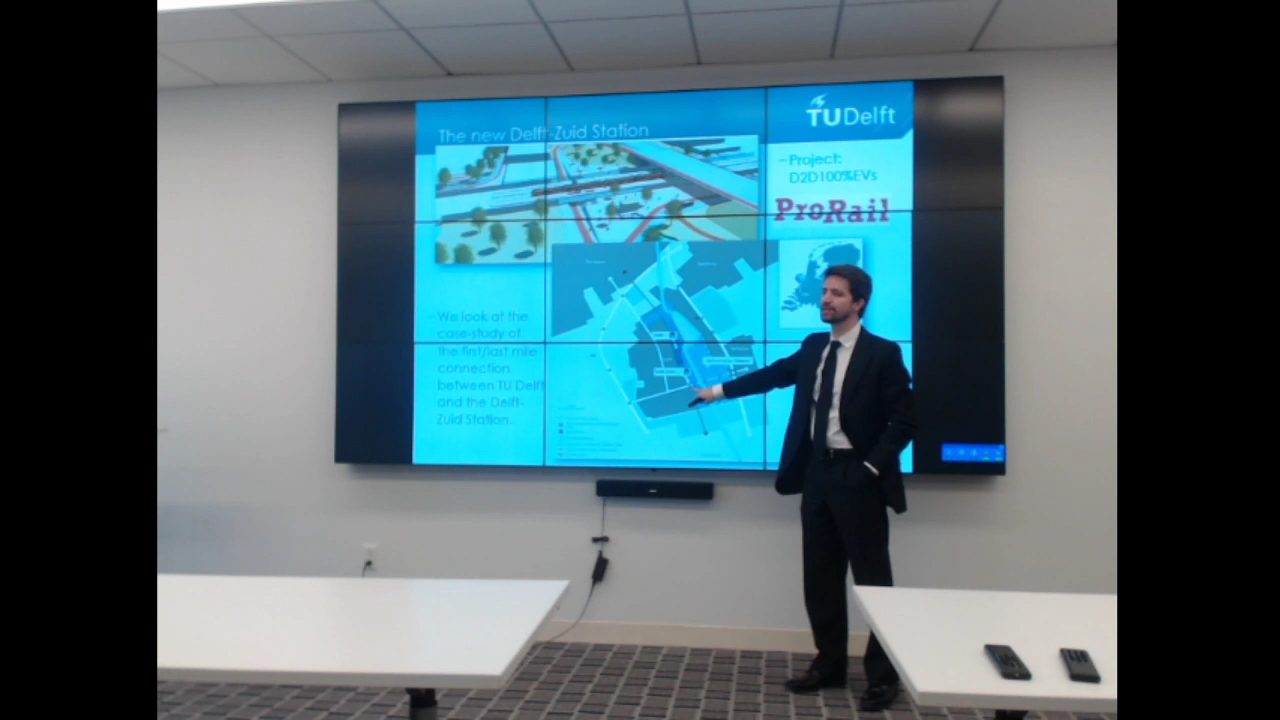 The new Delft-Zuid Station
TUDelft
– Project:
D2D100%EVs
ProRail
– We look at the
case-study of
the first/last mile
connection
between TU Delft
and the Delft-
Zuid Station.